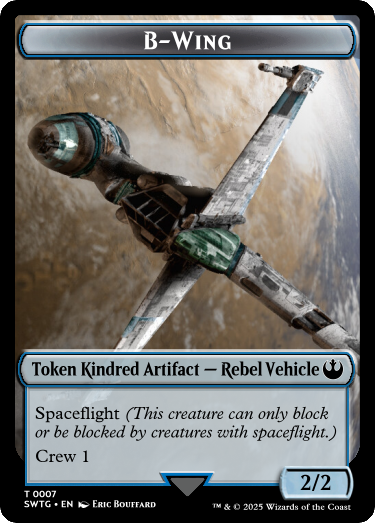 B-Wing
Token Kindred Artifact — Rebel Vehicle
Spaceflight (This creature can only block
or be blocked by creatures with spaceflight.)
Crew 1
2/2
T 0007
SWTG • EN Eric Bouffard
™ & © 2025 Wizards of the Coast